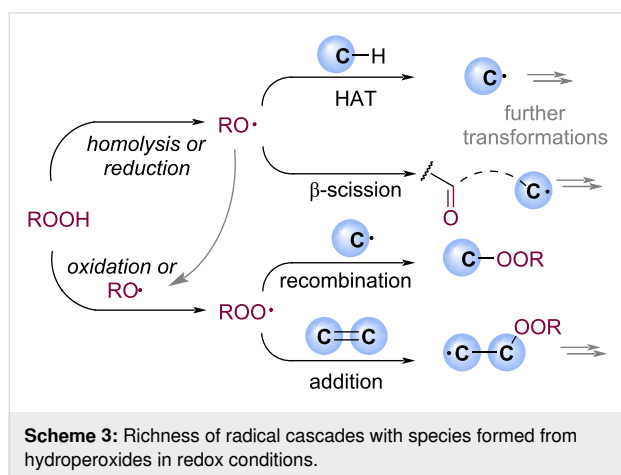 C–H
HAT
C•
further
transformations
RO•
homolysis or
reduction
β-scission
O
C•
ROOH
oxidation or
RO•
ROO•
C•
recombination
C–OOR
C=C
addition
•C–C
OOR
Scheme 3: Richness of radical cascades with species formed from
hydroperoxides in redox conditions.